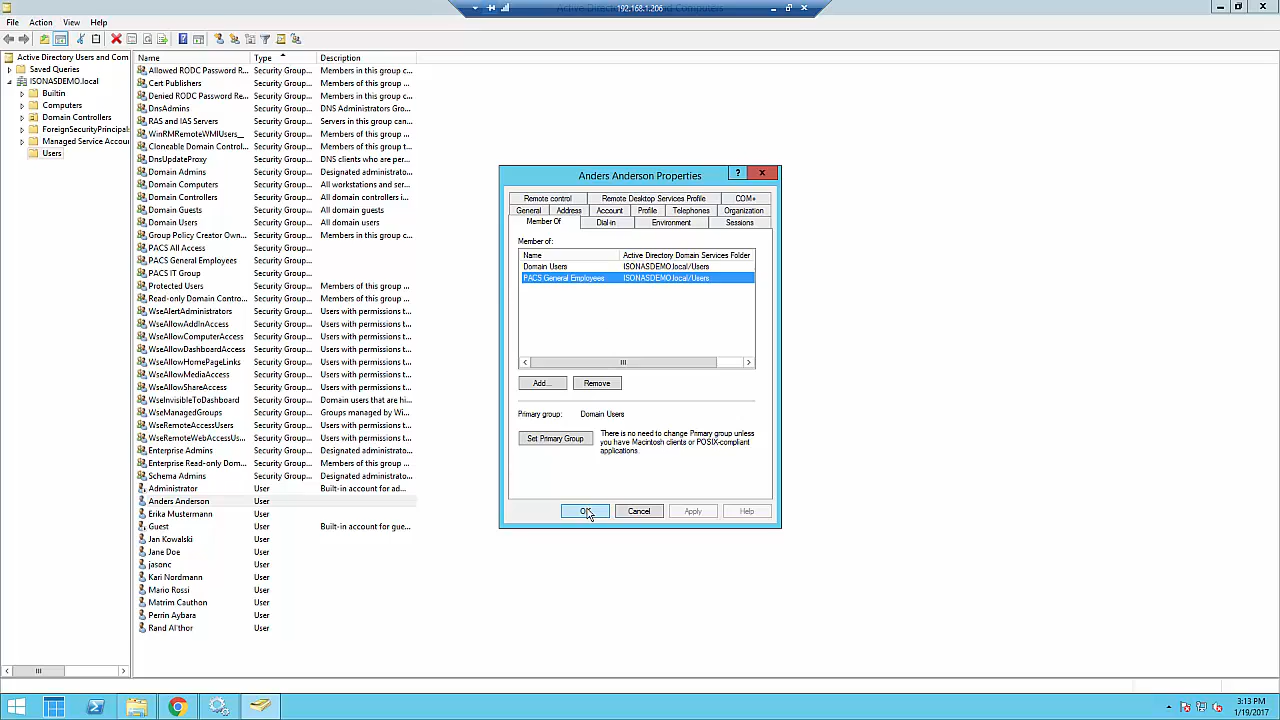 Active Directory Users and Computers
192.168.1.206
File Action View Help
Active Directory Users and Com
Saved Queries
ISONASDEMO.local
Builtin
Computers
Domain Controllers
ForeignSecurityPrincipals
Managed Service Accou
Users
Name Type Description
Allowed RODC Password R... Security Group... Members in this group c...
Cert Publishers Security Group... Members of this group ...
Denied RODC Password Re... Security Group... Members in this group c...
DnsAdmins Security Group... DNS Administrators Gro...
RAS and IAS Servers Security Group... Servers in this group can...
WinRMRemoteWMIUsers__ Security Group... Members of this group ...
Cloneable Domain Control... Security Group... Members of this group t...
DnsUpdateProxy Security Group... DNS clients who are per...
Domain Admins Security Group... Designated administrato...
Domain Computers Security Group... All workstations and ser...
Domain Controllers Security Group... All domain controllers i...
Domain Guests Security Group... All domain guests
Domain Users Security Group... All domain users
Group Policy Creator Own... Security Group... Members in this group c...
PACS All Access Security Group...
PACS General Employees Security Group...
PACS IT Group Security Group...
Protected Users Security Group... Members of this group ...
Read-only Domain Contro... Security Group... Members of this group ...
WseAlertAdministrators Security Group... Users with permissions t...
WseAllowAddInAccess Security Group... Users with permissions t...
WseAllowComputerAccess Security Group... Users with permissions t...
WseAllowDashboardAccess Security Group... Users with permissions t...
WseAllowHomePageLinks Security Group... Users with permissions t...
WseAllowMediaAccess Security Group... Users with permissions t...
WseAllowShareAccess Security Group... Users with permissions t...
WseInvisibleToDashboard Security Group... Domain users that are hi...
WseManagedGroups Security Group... Groups managed by Wi...
WseRemoteAccessUsers Security Group... Users with permissions t...
WseRemoteWebAccessUs... Security Group... Users with permissions t...
Enterprise Admins Security Group... Designated administrato...
Enterprise Read-only Dom... Security Group... Members of this group ...
Schema Admins Security Group... Designated administrato...
Administrator User Built-in account for ad...
Anders Anderson User
Erika Mustermann User
Guest User Built-in account for gue...
Jan Kowalski User
Jane Doe User
jasonc User
Kari Nordmann User
Mario Rossi User
Matrim Cauthon User
Perrin Aybara User
Rand Al'thor User
Anders Anderson Properties
Remote control Remote Desktop Services Profile COM+
General Address Account Profile Telephones Organization
Member Of Dial-in Environment Sessions
Member of:
Name Active Directory Domain Services Folder
Domain Users ISONASDEMO.local/Users
PACS General Employees ISONASDEMO.local/Users
Add... Remove
Primary group: Domain Users
Set Primary Group
There is no need to change Primary group unless
you have Macintosh clients or POSIX-compliant
applications.
OK Cancel Apply Help
3:13 PM
1/19/2017